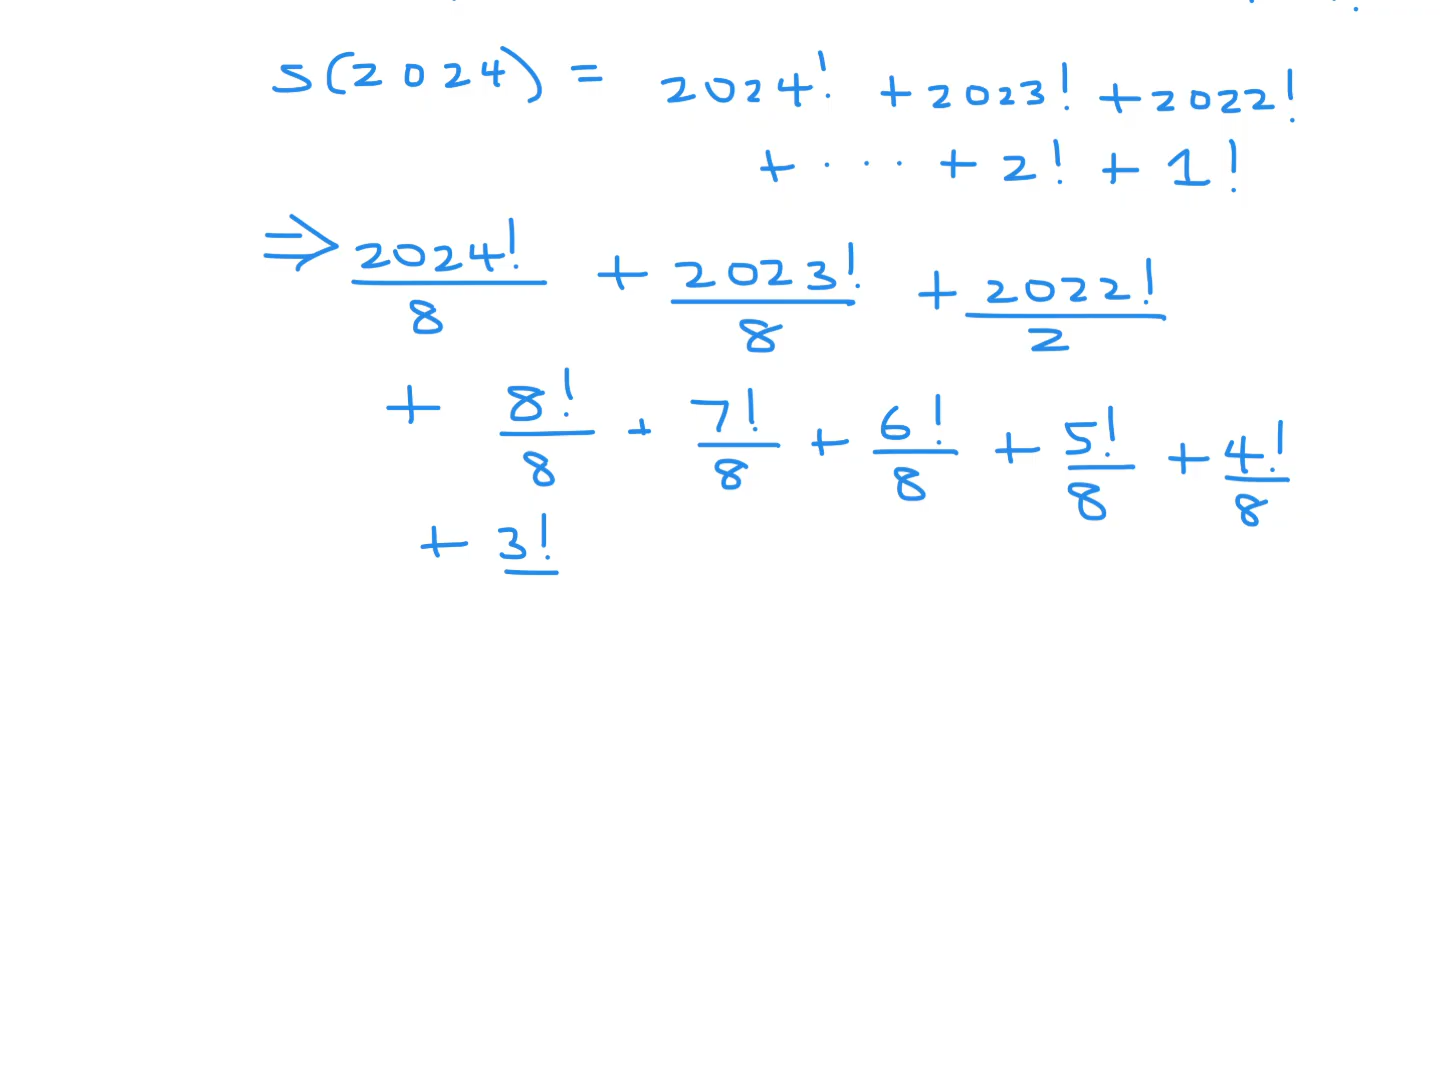 S(2024) = 2024! + 2023! + 2022!
+ · · · + 2! + 1!
⇒ 2024!/8 + 2023!/8 + 2022!/2
+ 8!/8 + 7!/8 + 6!/8 + 5!/8 + 4!/8
+ 3!